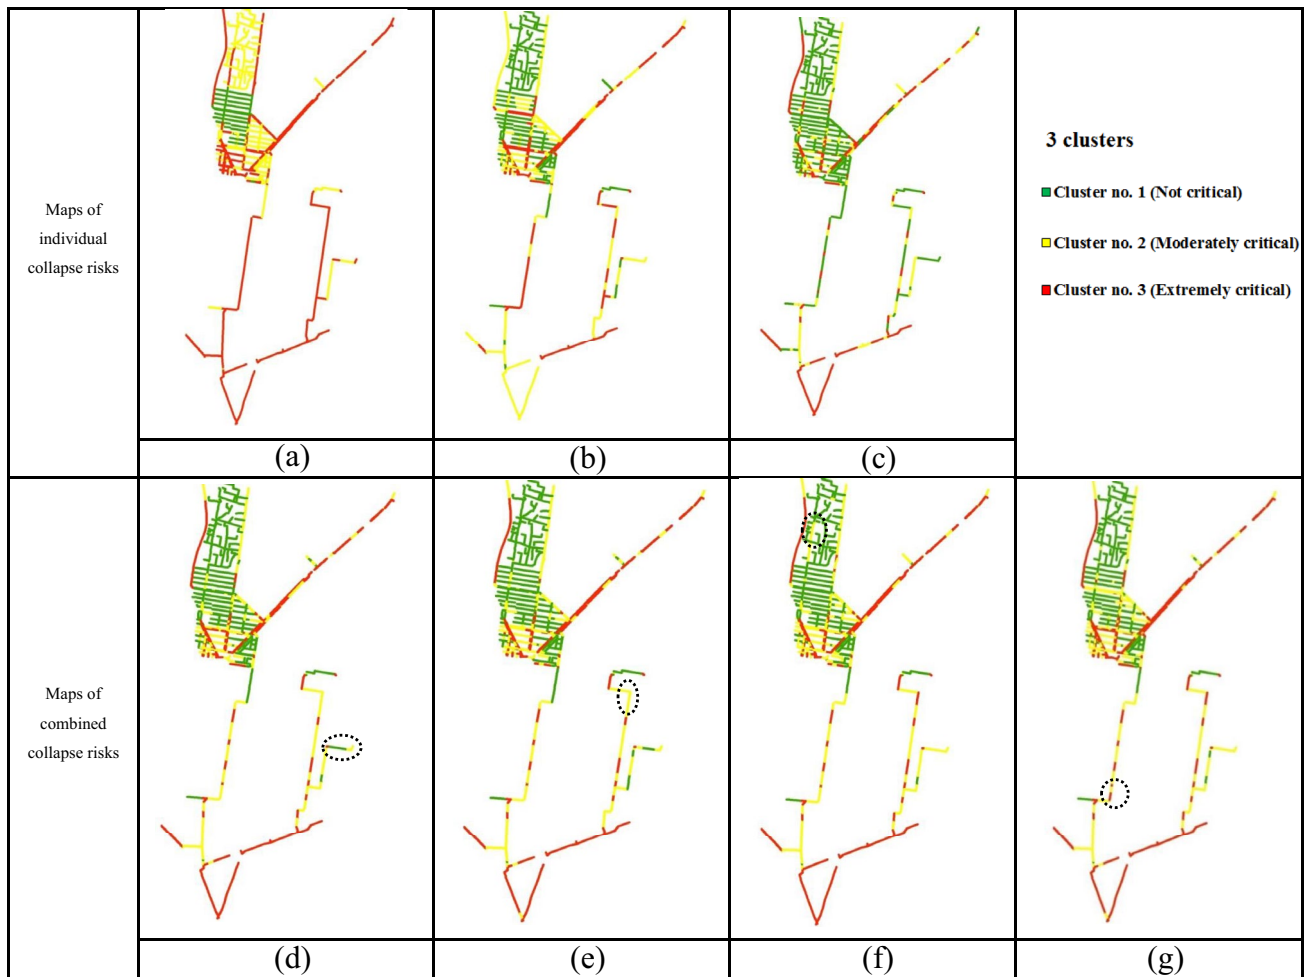 Maps of
individual
collapse risks
3 clusters
Cluster no. 1 (Not critical)
Cluster no. 2 (Moderately critical)
Cluster no. 3 (Extremely critical)
(a)
(b)
(c)
Maps of
combined
collapse risks
(d)
(e)
(f)
(g)